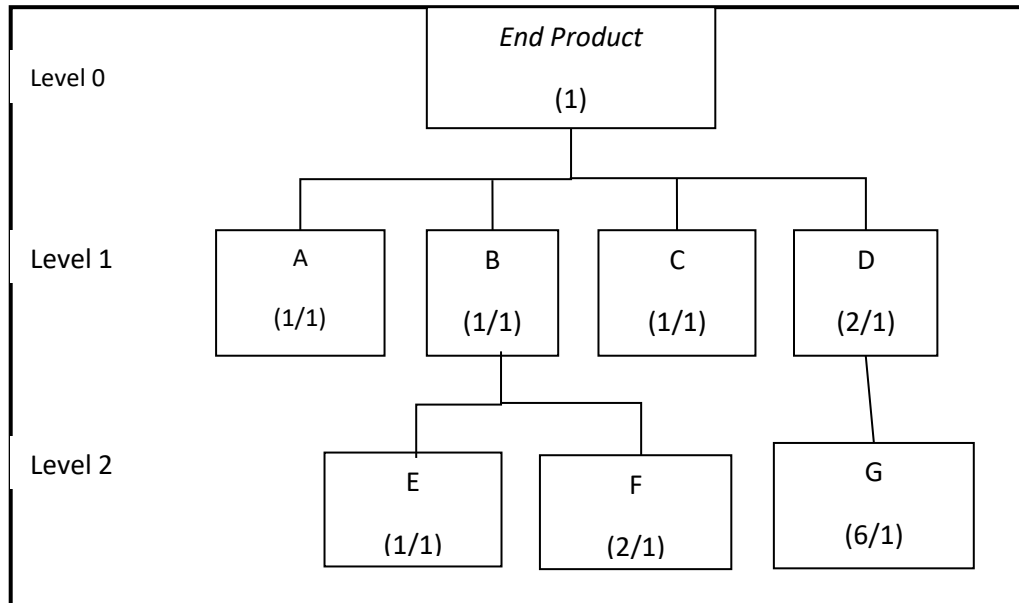 End Product
Level 0
(1)
Level 1
A
B
C
D
(1/1)
(1/1)
(1/1)
(2/1)
Level 2
E
F
G
(1/1)
(2/1)
(6/1)